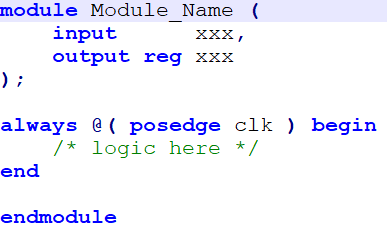 module Module_Name (
    input      xxx,
    output reg xxx
);

always @( posedge clk ) begin
    /* logic here */
end

endmodule